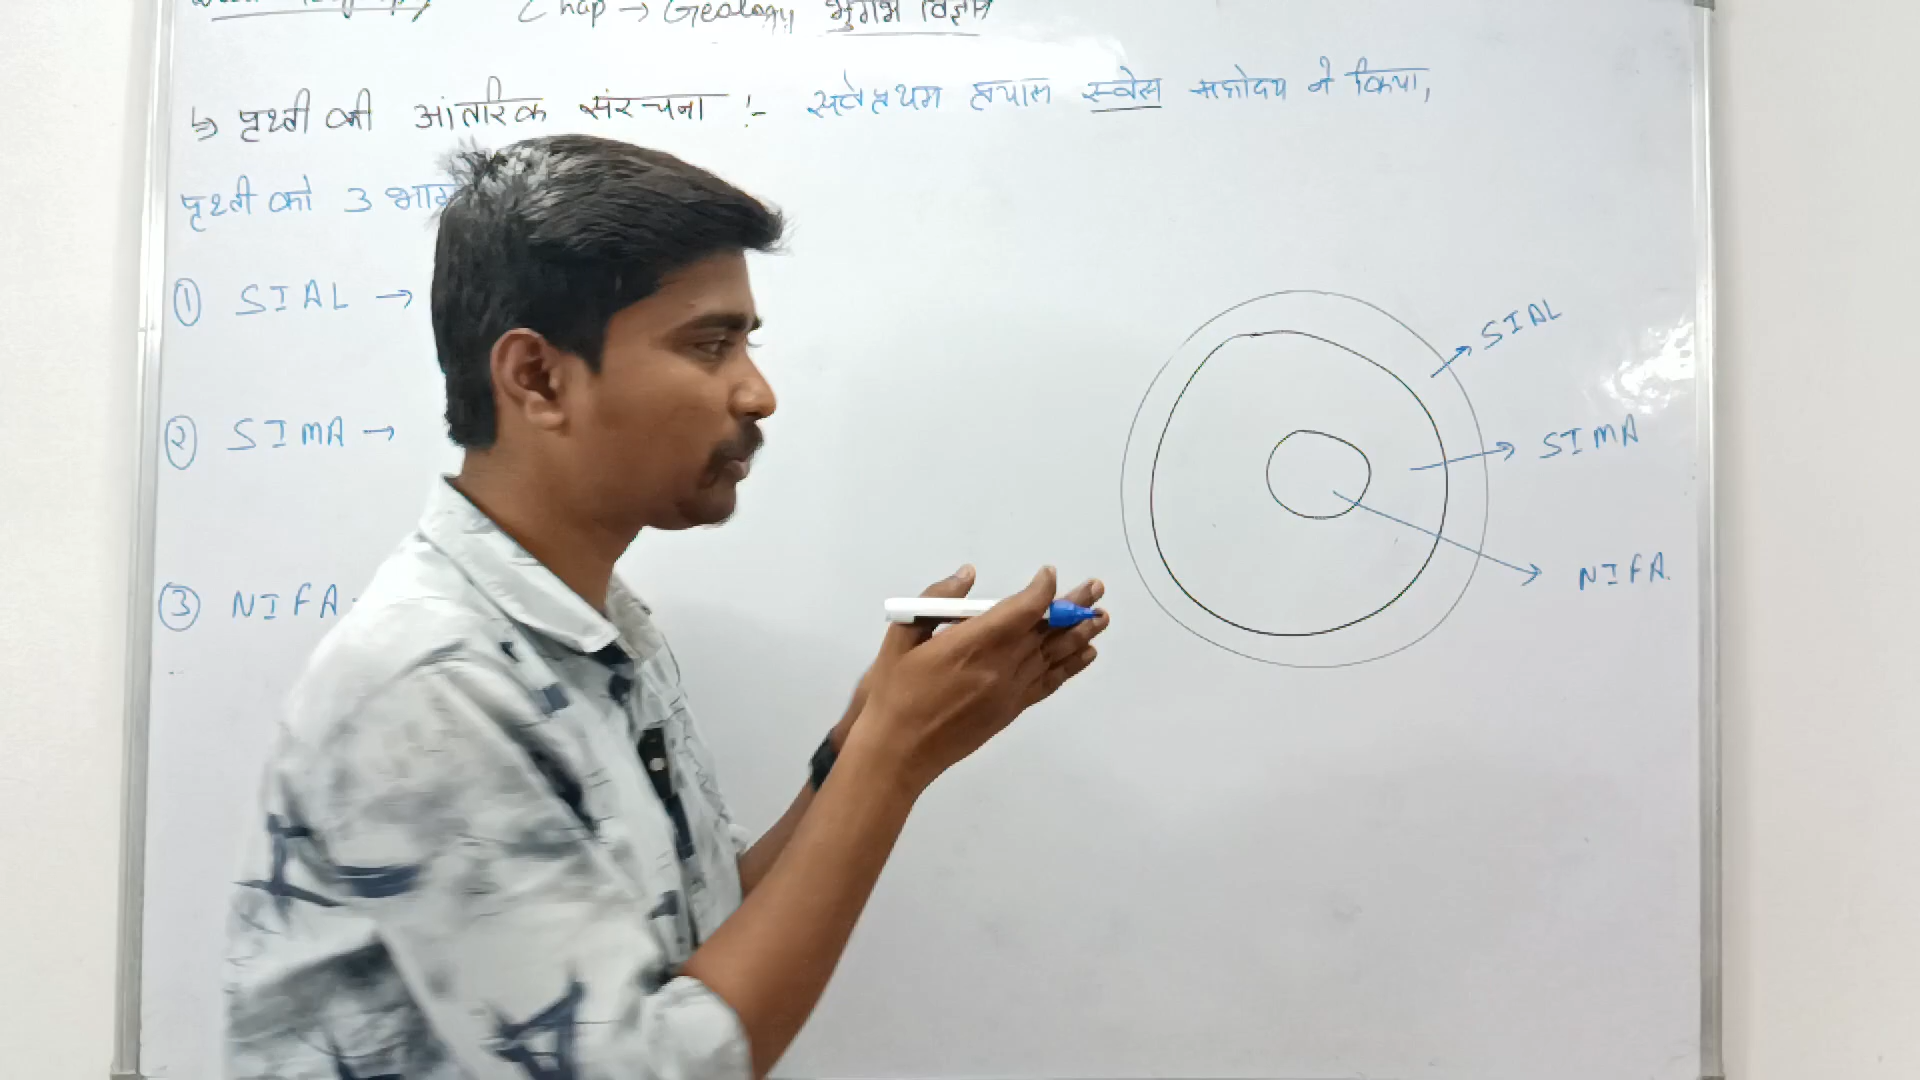 Chap → Geology भुगर्भ विज्ञान
↳ पृथ्वी की आंतरिक संरचना :- सर्वप्रथम प्रयास स्वेस महोदय ने किया,
पृथ्वी को 3 भाग
① SIAL →
② SIMA →
③ NIFA
SIAL
SIMA
NIFA